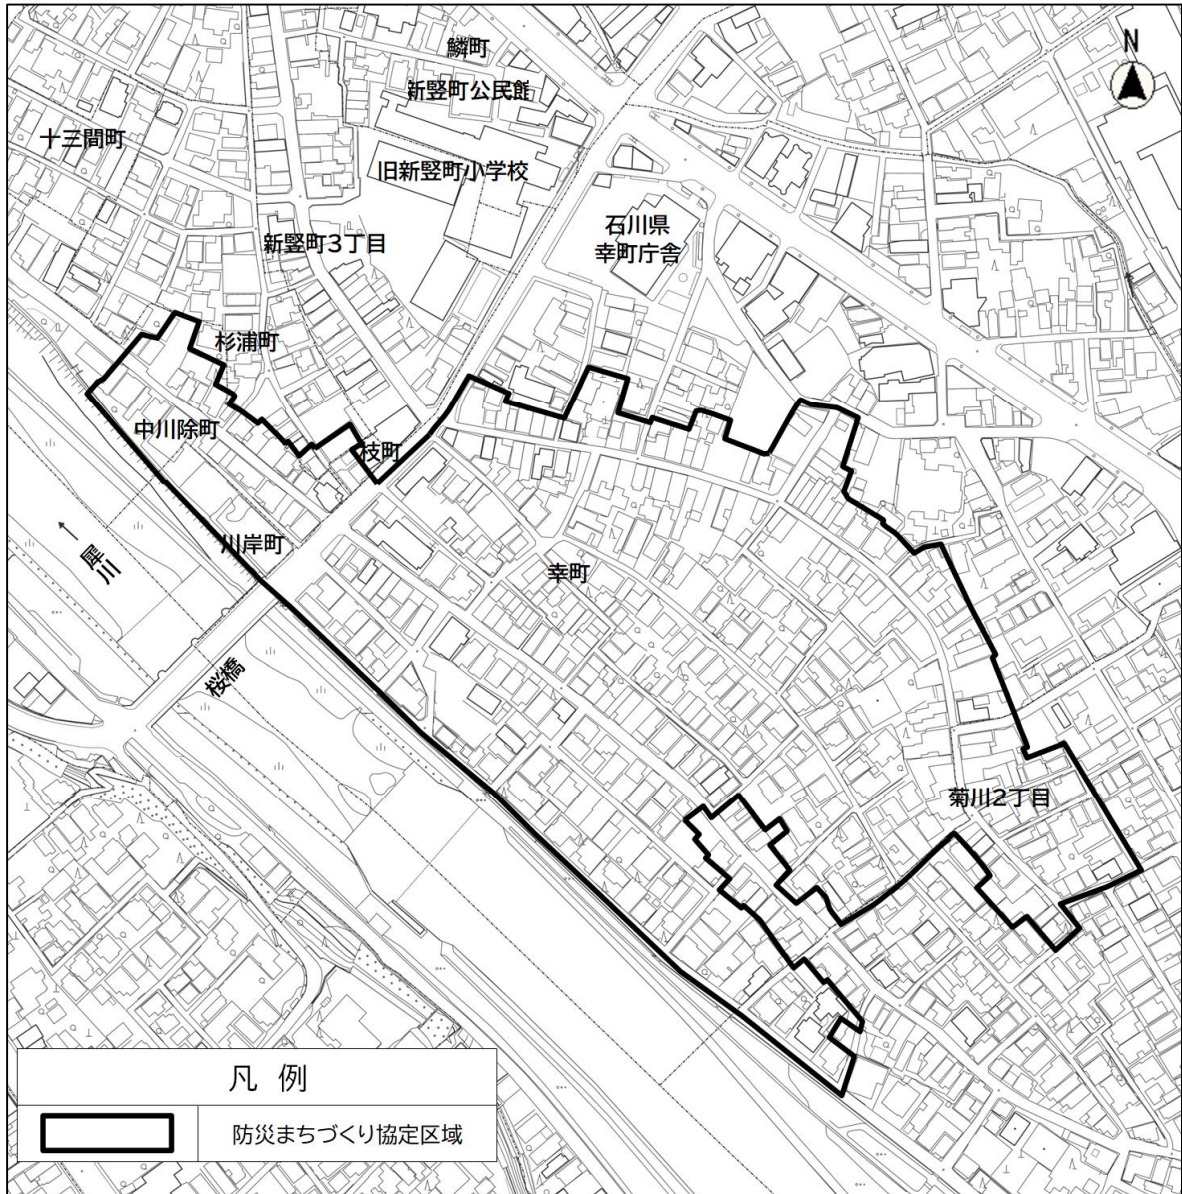 鱗町
N
新竪町公民館
十三間町
旧新竪町小学校
石川県
幸町庁舎
新竪町3丁目
杉浦町
中川除町
枝町
川岸町
犀川
幸町
桜橋
菊川2丁目
凡 例
防災まちづくり協定区域